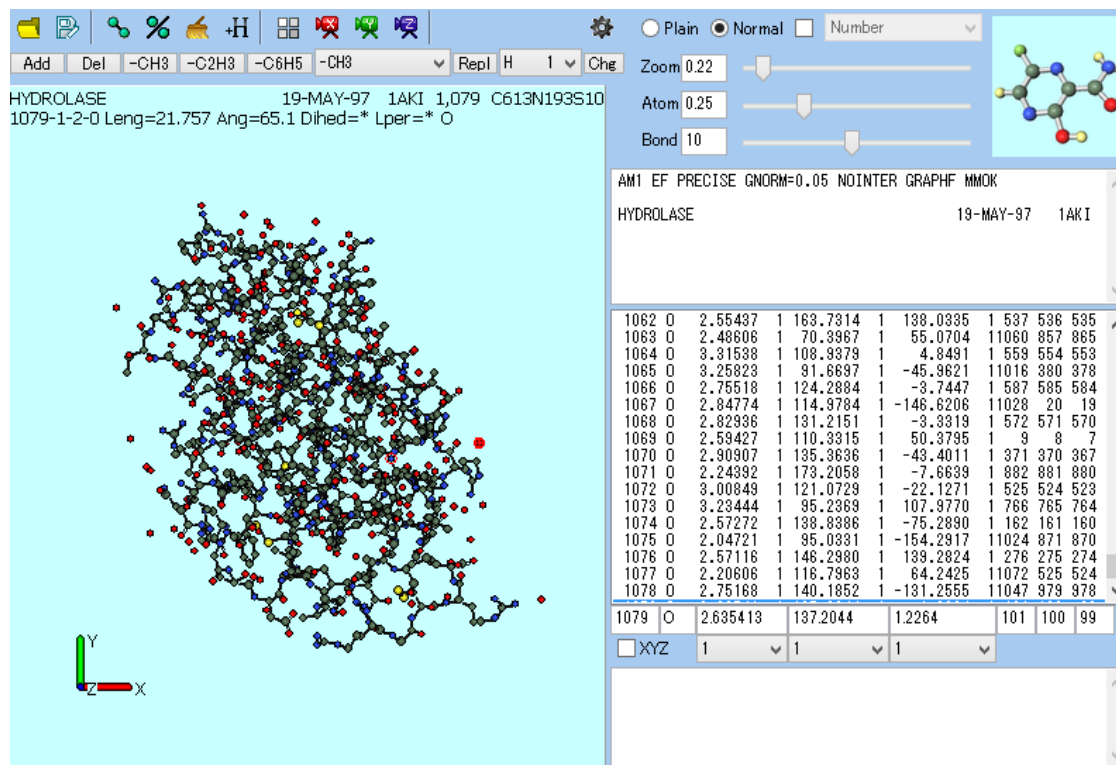 +H
Plain Normal Number
Add Del -CH3 -C2H3 -C6H5 -CH3 Repl H 1 Chg
Zoom 0.22
Atom 0.25
Bond 10
HYDROLASE 19-MAY-97 1AKI 1,079 C613N193S10
1079-1-2-0 Leng=21.757 Ang=65.1 Dihed=* Lper=* O
Y
Z X
AM1 EF PRECISE GNORM=0.05 NOINTER GRAPHF MMOK
HYDROLASE 19-MAY-97 1AKI
1062 O 2.55437 1 163.7314 1 138.0335 1 537 536 535
1063 O 2.48606 1 70.3967 1 55.0704 11060 857 865
1064 O 3.31538 1 108.9379 1 4.8491 1 559 554 553
1065 O 3.25823 1 91.6697 1 -45.9621 11016 380 378
1066 O 2.75518 1 124.2884 1 -3.7447 1 587 585 584
1067 O 2.84774 1 114.9784 1 -146.6206 11028 20 19
1068 O 2.82936 1 131.2151 1 -3.3319 1 572 571 570
1069 O 2.59427 1 110.3315 1 50.3795 1 9 8 7
1070 O 2.90907 1 135.3636 1 -43.4011 1 371 370 367
1071 O 2.24392 1 173.2058 1 -7.6639 1 882 881 880
1072 O 3.00849 1 121.0729 1 -22.1271 1 525 524 523
1073 O 3.23444 1 95.2369 1 107.9770 1 766 765 764
1074 O 2.57272 1 138.8386 1 -75.2890 1 162 161 160
1075 O 2.04721 1 95.0331 1 -154.2917 11024 871 870
1076 O 2.57116 1 146.2980 1 139.2824 1 276 275 274
1077 O 2.20606 1 116.7963 1 64.2425 11072 525 524
1078 O 2.75168 1 140.1852 1 -131.2555 11047 979 978
1079 O 2.635413 137.2044 1.2264 101 100 99
XYZ 1 1 1